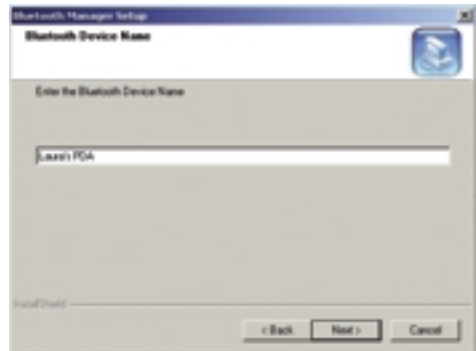 Bluetooth Manager Setup
Bluetooth Device Name
Enter the Bluetooth Device Name
Laura's PDA
InstallShield
< Back Next > Cancel